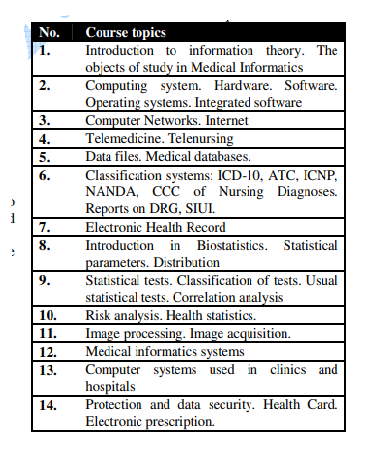 No. Course topics
1. Introduction to information theory. The
objects of study in Medical Informatics
2. Computing system. Hardware. Software.
Operating systems. Integrated software
3. Computer Networks. Internet
4. Telemedicine. Telenursing
5. Data files. Medical databases.
6. Classification systems: ICD-10, ATC, ICNP,
NANDA, CCC of Nursing Diagnoses.
Reports on DRG, SIUI.
7. Electronic Health Record
8. Introduction in Biostatistics. Statistical
parameters. Distribution
9. Statistical tests. Classification of tests. Usual
statistical tests. Correlation analysis
10. Risk analysis. Health statistics.
11. Image processing. Image acquisition.
12. Medical informatics systems
13. Computer systems used in clinics and
hospitals
14. Protection and data security. Health Card.
Electronic prescription.